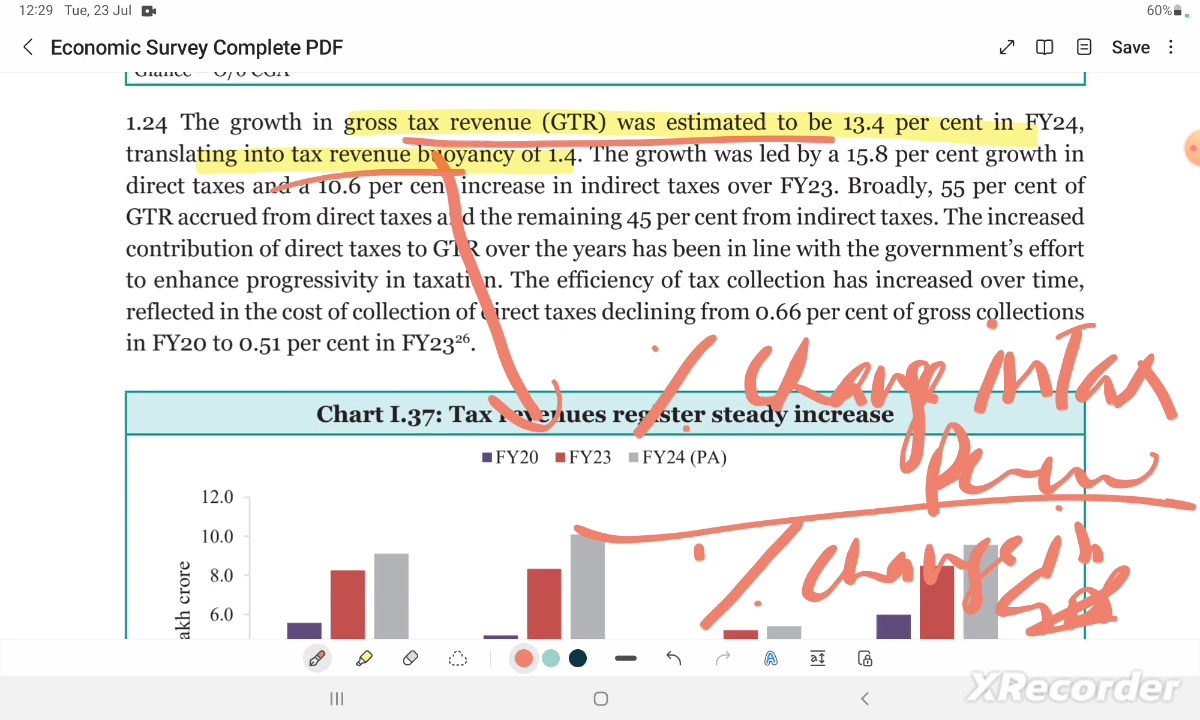 12:29 Tue, 23 Jul 60%
Economic Survey Complete PDF Save
1.24 The growth in gross tax revenue (GTR) was estimated to be 13.4 per cent in FY24,
translating into tax revenue buoyancy of 1.4. The growth was led by a 15.8 per cent growth in
direct taxes and a 10.6 per cent increase in indirect taxes over FY23. Broadly, 55 per cent of
GTR accrued from direct taxes and the remaining 45 per cent from indirect taxes. The increased
contribution of direct taxes to GTR over the years has been in line with the government's effort
to enhance progressivity in taxation. The efficiency of tax collection has increased over time,
reflected in the cost of collection of direct taxes declining from 0.66 per cent of gross collections
in FY20 to 0.51 per cent in FY23²⁶.
% change in Tax
Chart I.37: Tax revenues register steady increase
FY20 FY23 FY24 (PA)
12.0
10.0
% change in
8.0
akh crore
6.0
XRecorder